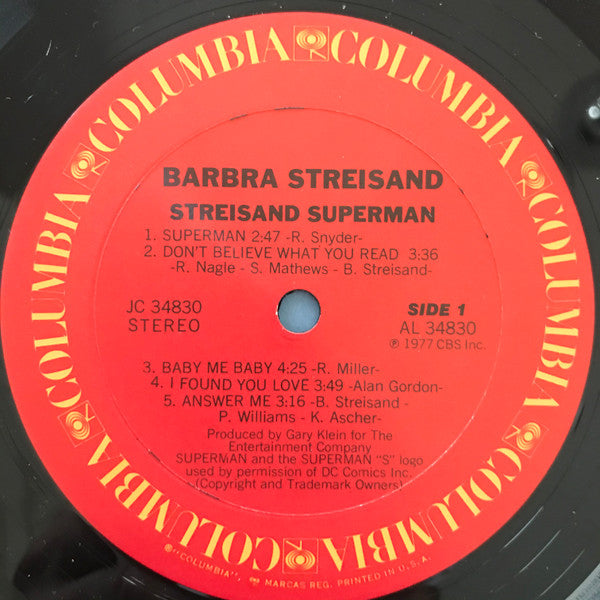 COLUMBIA COLUMBIA COLUMBIA COLUMBIA COLUMBIA COLUMBIA
BARBRA STREISAND
STREISAND SUPERMAN
1. SUPERMAN 2:47 -R. Snyder-
2. DON'T BELIEVE WHAT YOU READ 3:36
-R. Nagle - S. Mathews - B. Streisand-
JC 34830
STEREO
SIDE 1
AL 34830
℗ 1977 CBS Inc.
3. BABY ME BABY 4:25 -R. Miller-
4. I FOUND YOU LOVE 3:49 -Alan Gordon-
5. ANSWER ME 3:16 -B. Streisand -
P. Williams - K. Ascher-
Produced by Gary Klein for The
Entertainment Company
SUPERMAN and the SUPERMAN "S" logo
used by permission of DC Comics Inc.
(Copyright and Trademark Owners)
®"COLUMBIA", MARCAS REG. PRINTED IN U.S.A.